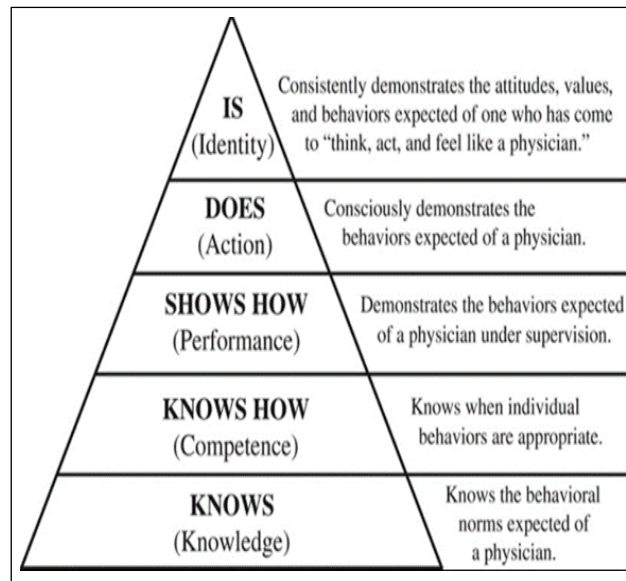 IS
(Identity)
Consistently demonstrates the attitudes, values,
and behaviors expected of one who has come
to “think, act, and feel like a physician.”
DOES
(Action)
Consciously demonstrates the
behaviors expected of a physician.
SHOWS HOW
(Performance)
Demonstrates the behaviors expected
of a physician under supervision.
KNOWS HOW
(Competence)
Knows when individual
behaviors are appropriate.
KNOWS
(Knowledge)
Knows the behavioral
norms expected of
a physician.